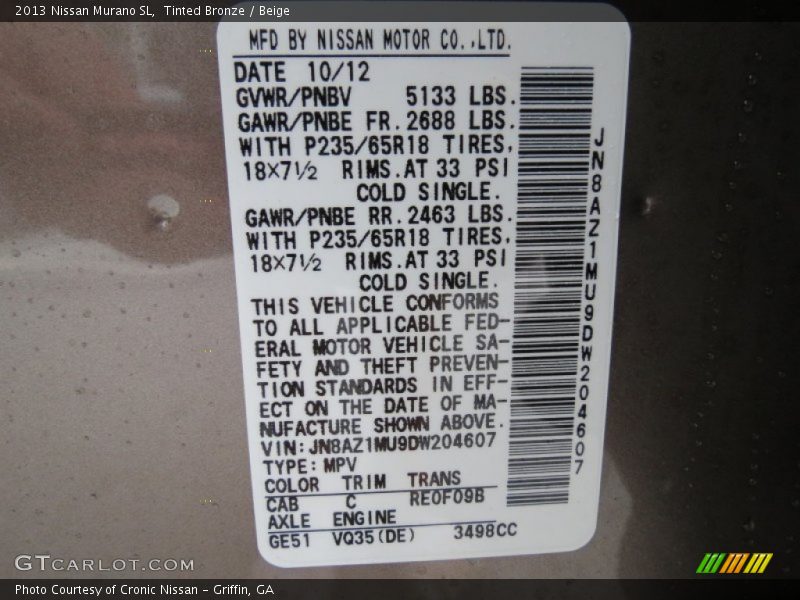 2013 Nissan Murano SL,  Tinted Bronze / Beige
MFD BY NISSAN MOTOR CO.,LTD.
DATE 10/12
GVWR/PNBV 5133 LBS.
GAWR/PNBE FR.2688 LBS.
WITH P235/65R18 TIRES,
18×7½ RIMS.AT 33 PSI
COLD SINGLE.
GAWR/PNBE RR.2463 LBS.
WITH P235/65R18 TIRES,
18×7½ RIMS.AT 33 PSI
COLD SINGLE.
THIS VEHICLE CONFORMS
TO ALL APPLICABLE FED-
ERAL MOTOR VEHICLE SA-
FETY AND THEFT PREVEN-
TION STANDARDS IN EFF-
ECT ON THE DATE OF MA-
NUFACTURE SHOWN ABOVE.
VIN:JN8AZ1MU9DW204607
TYPE:MPV
COLOR TRIM TRANS
CAB C RE0F09B
AXLE ENGINE
GE51 VQ35(DE) 3498CC
JN8AZ1MU9DW204607
GTCARLOT.COM
Photo Courtesy of Cronic Nissan – Griffin, GA